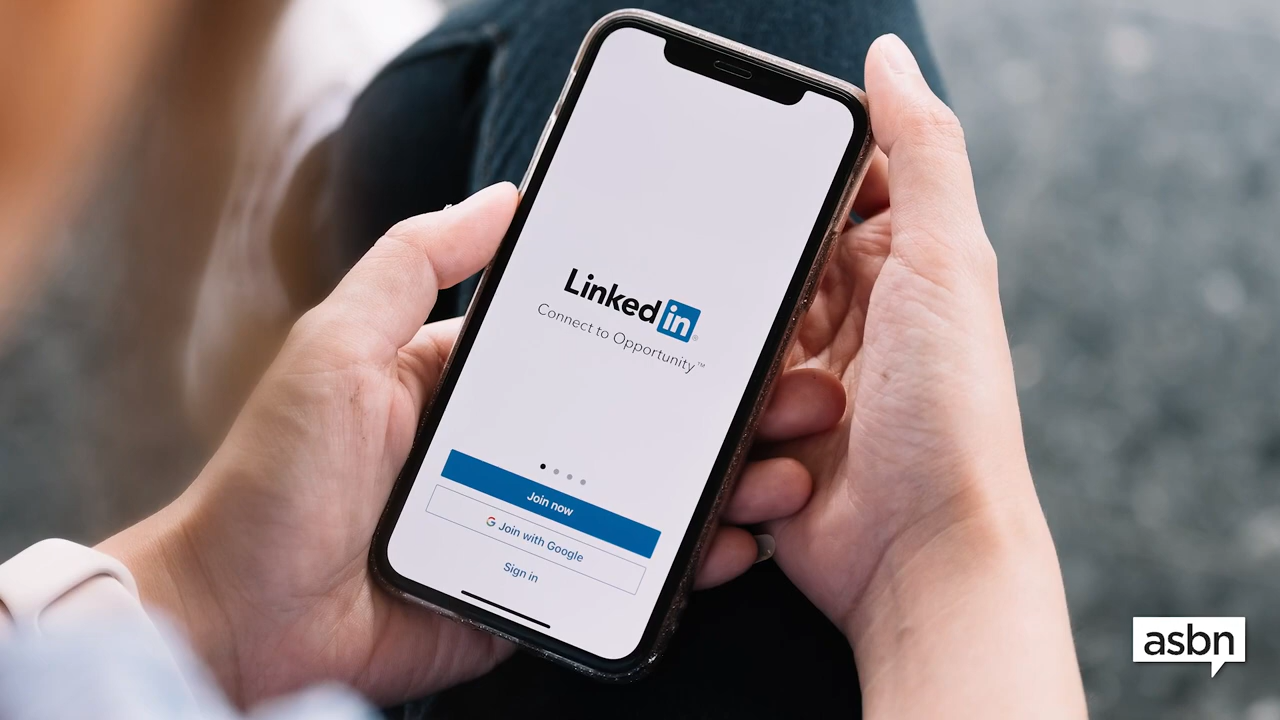 Linkedin®
Connect to Opportunity™
Join now
G Join with Google
Sign in
asbn